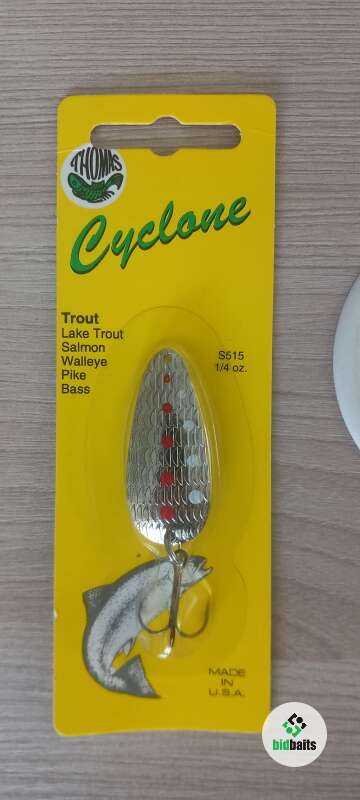 THOMAS
Cyclone
Trout
Lake Trout
Salmon
Walleye
Pike
Bass
S515
1/4 oz.
MADE
IN
U.S.A.
bidbaits